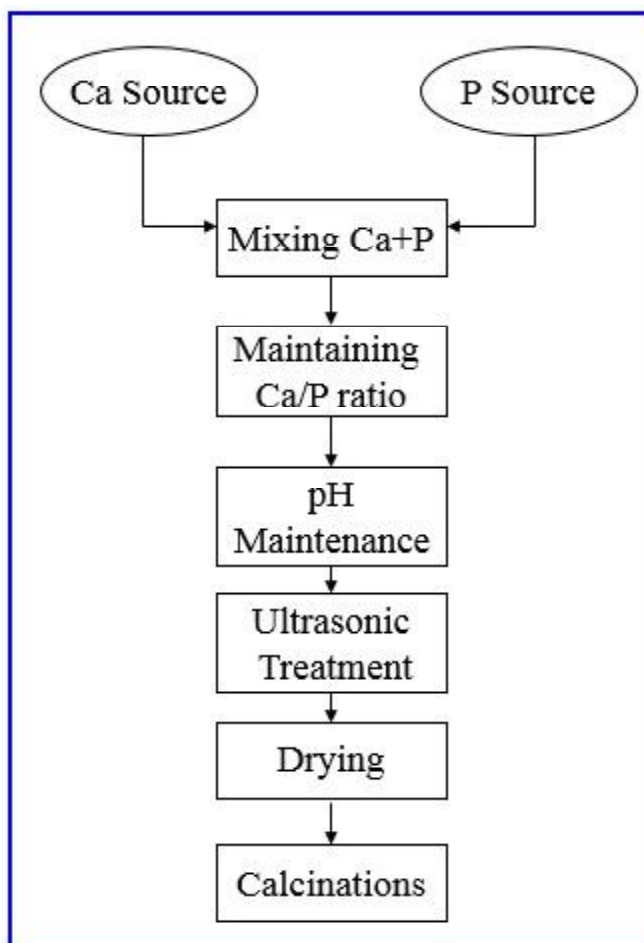 Ca Source
P Source
Mixing Ca+P
Maintaining
Ca/P ratio
pH
Maintenance
Ultrasonic
Treatment
Drying
Calcinations